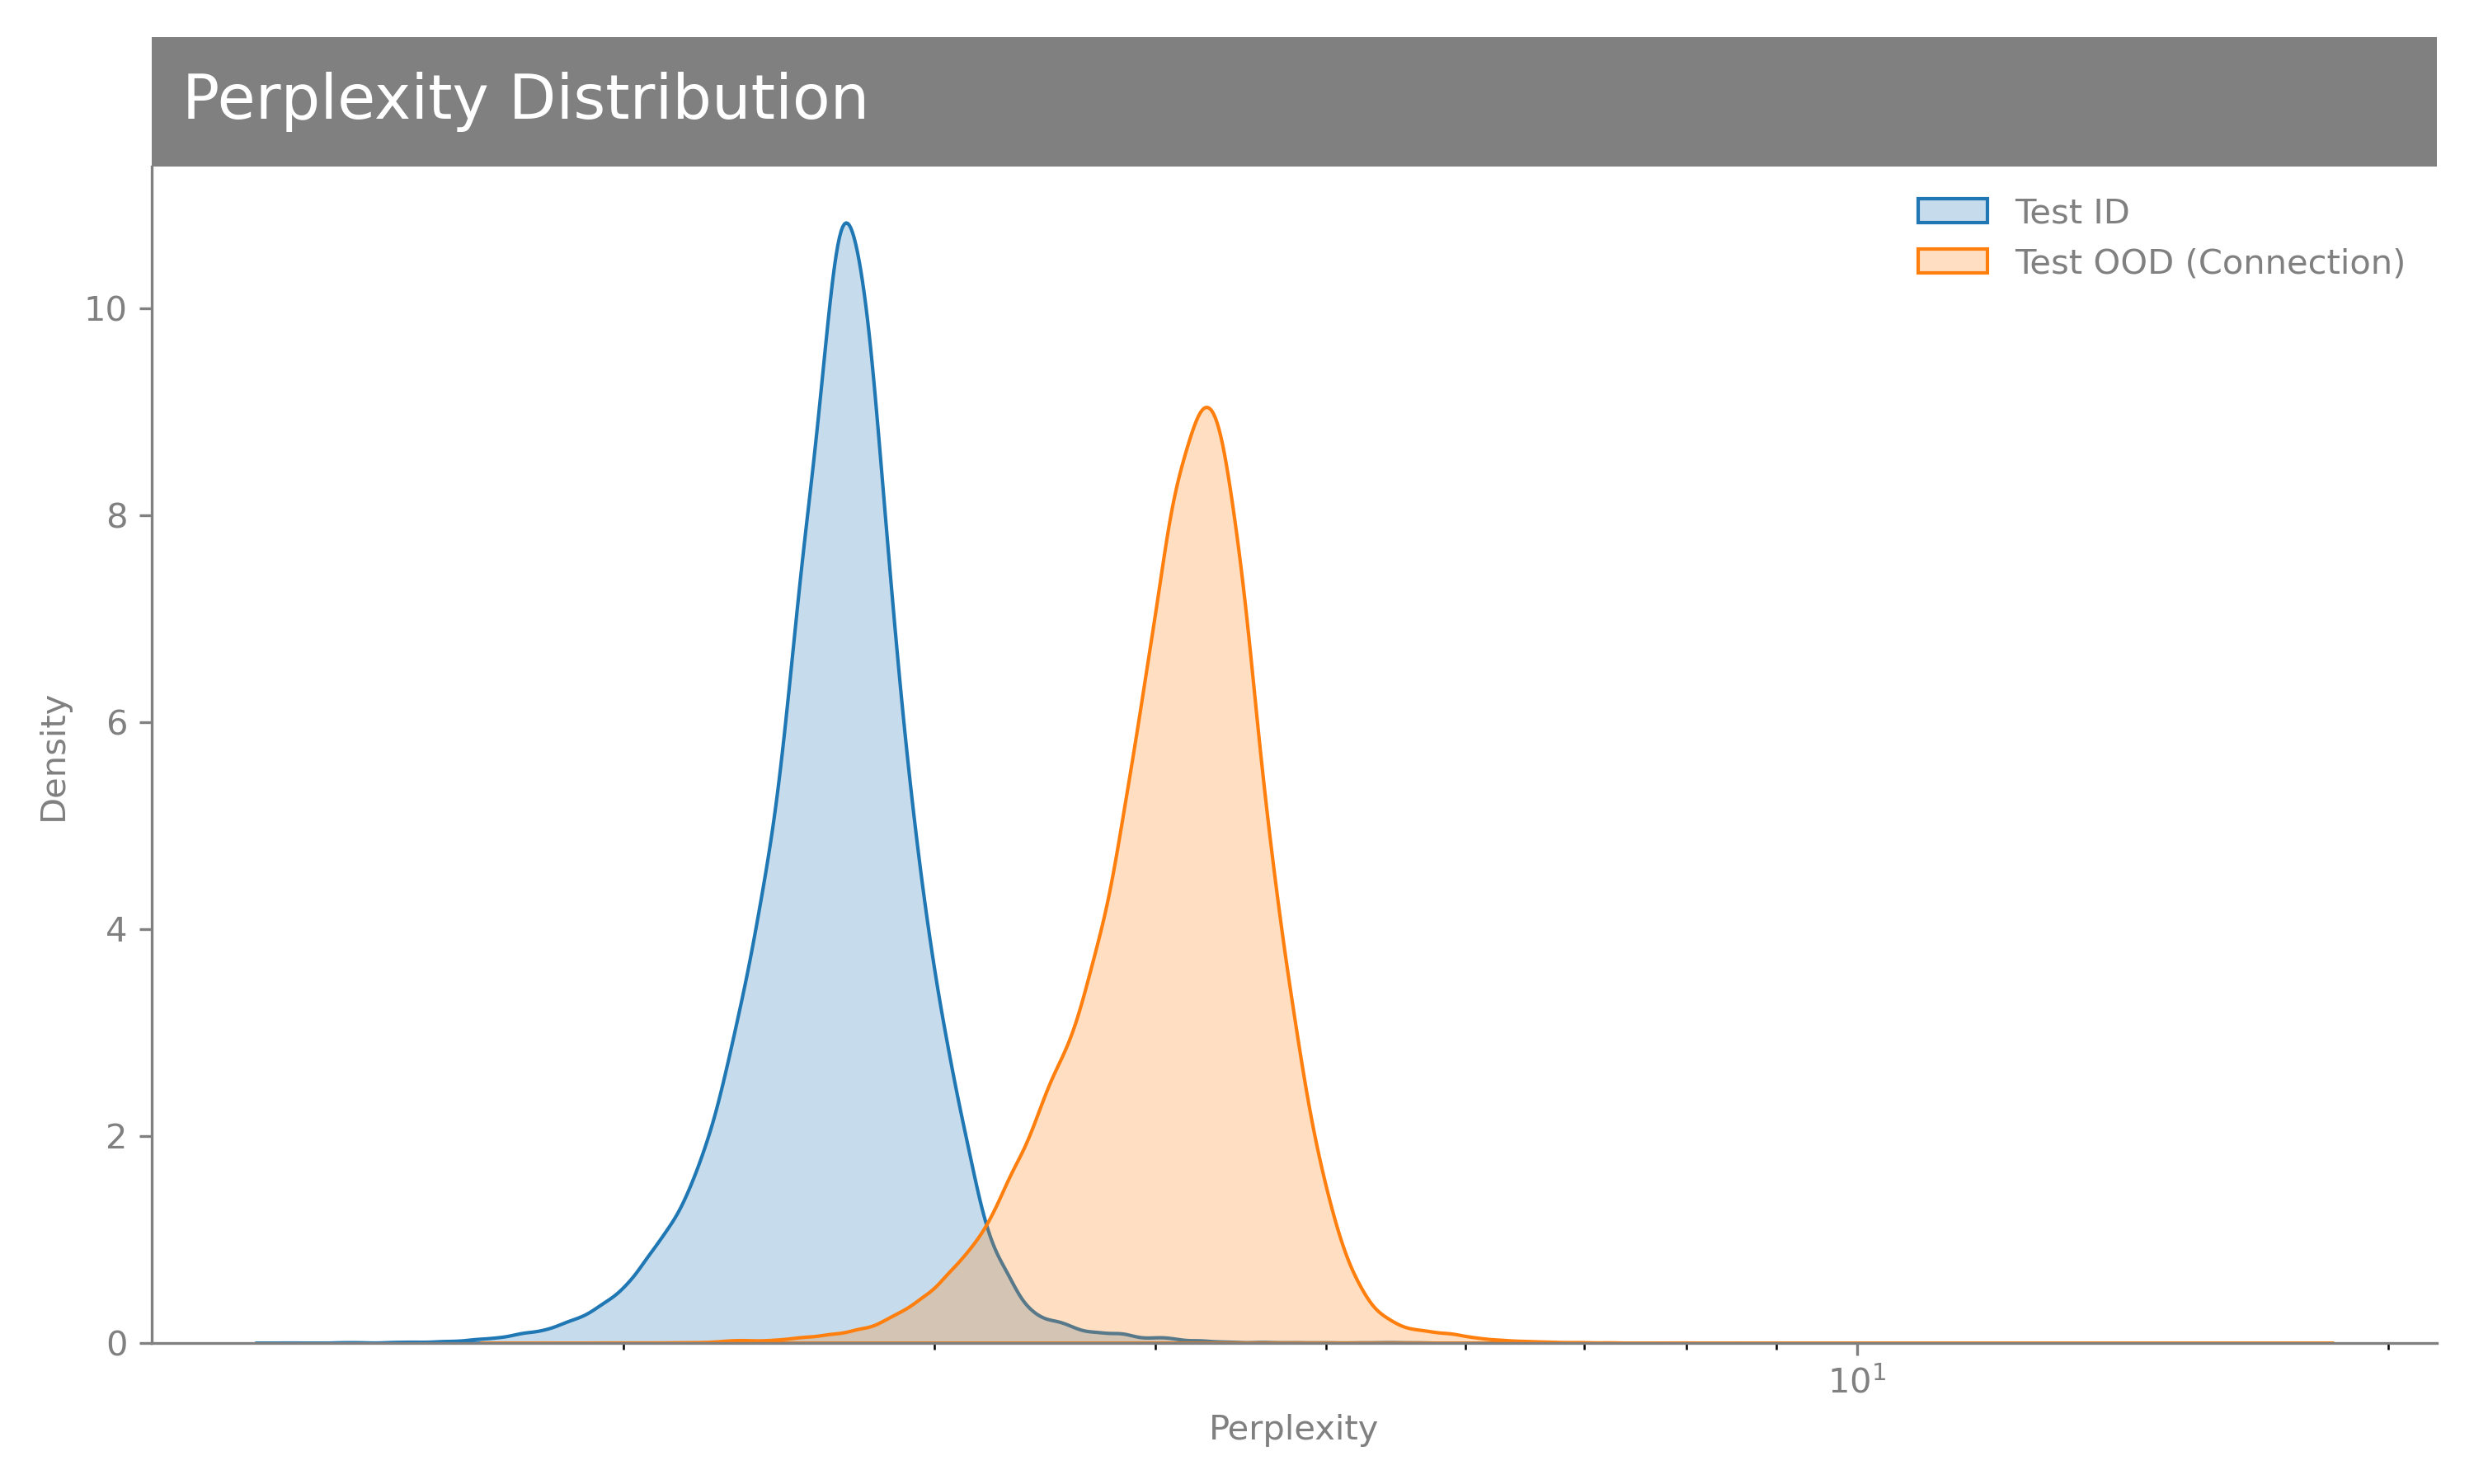 Perplexity Distribution
Test ID
Test OOD (Connection)
10
8
6
4
2
0
Density
10¹
Perplexity